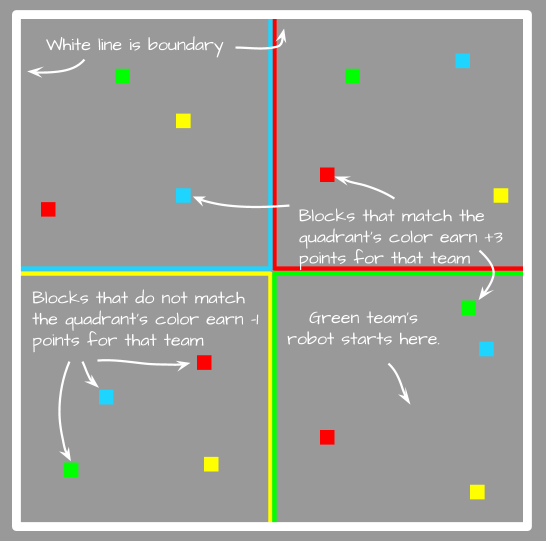 White line is boundary
Blocks that match the
quadrant's color earn +3
points for that team
Blocks that do not match
the quadrant's color earn -1
points for that team
Green team's
robot starts here.